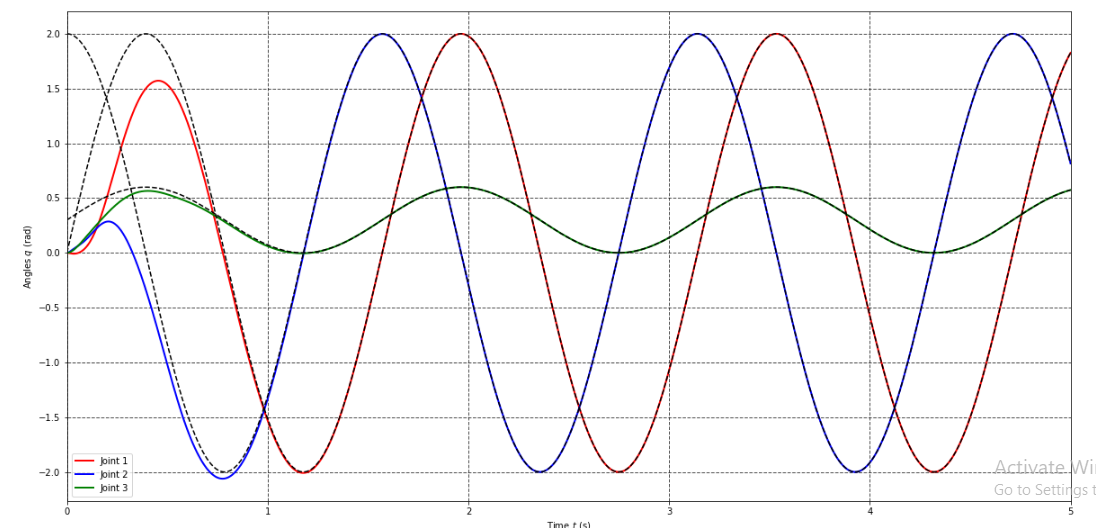 2.0
1.5
1.0
0.5
0.0
−0.5
−1.0
−1.5
−2.0
Angles q (rad)
Joint 1
Joint 2
Joint 3
0
1
2
3
4
5
Time t (s)
Activate Wi
Go to Settings t